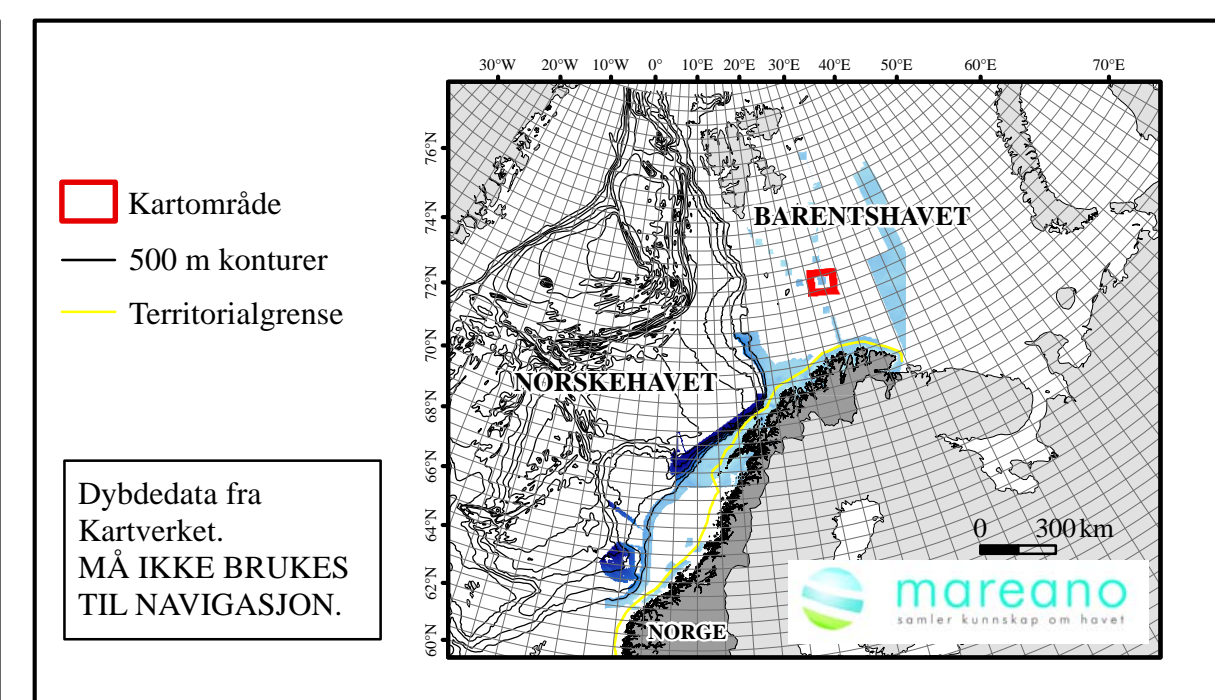 Kartområde
500 m konturer
Territorialgrense
Dybdedata fra
Kartverket.
MÅ IKKE BRUKES
TIL NAVIGASJON.
30°W 20°W 10°W 0° 10°E 20°E 30°E 40°E 50°E 60°E 70°E
76°N
74°N
72°N
70°N
68°N
66°N
64°N
62°N
60°N
BARENTSHAVET
NORSKEHAVET
NORGE
0 300 km
mareano
samler kunnskap om havet